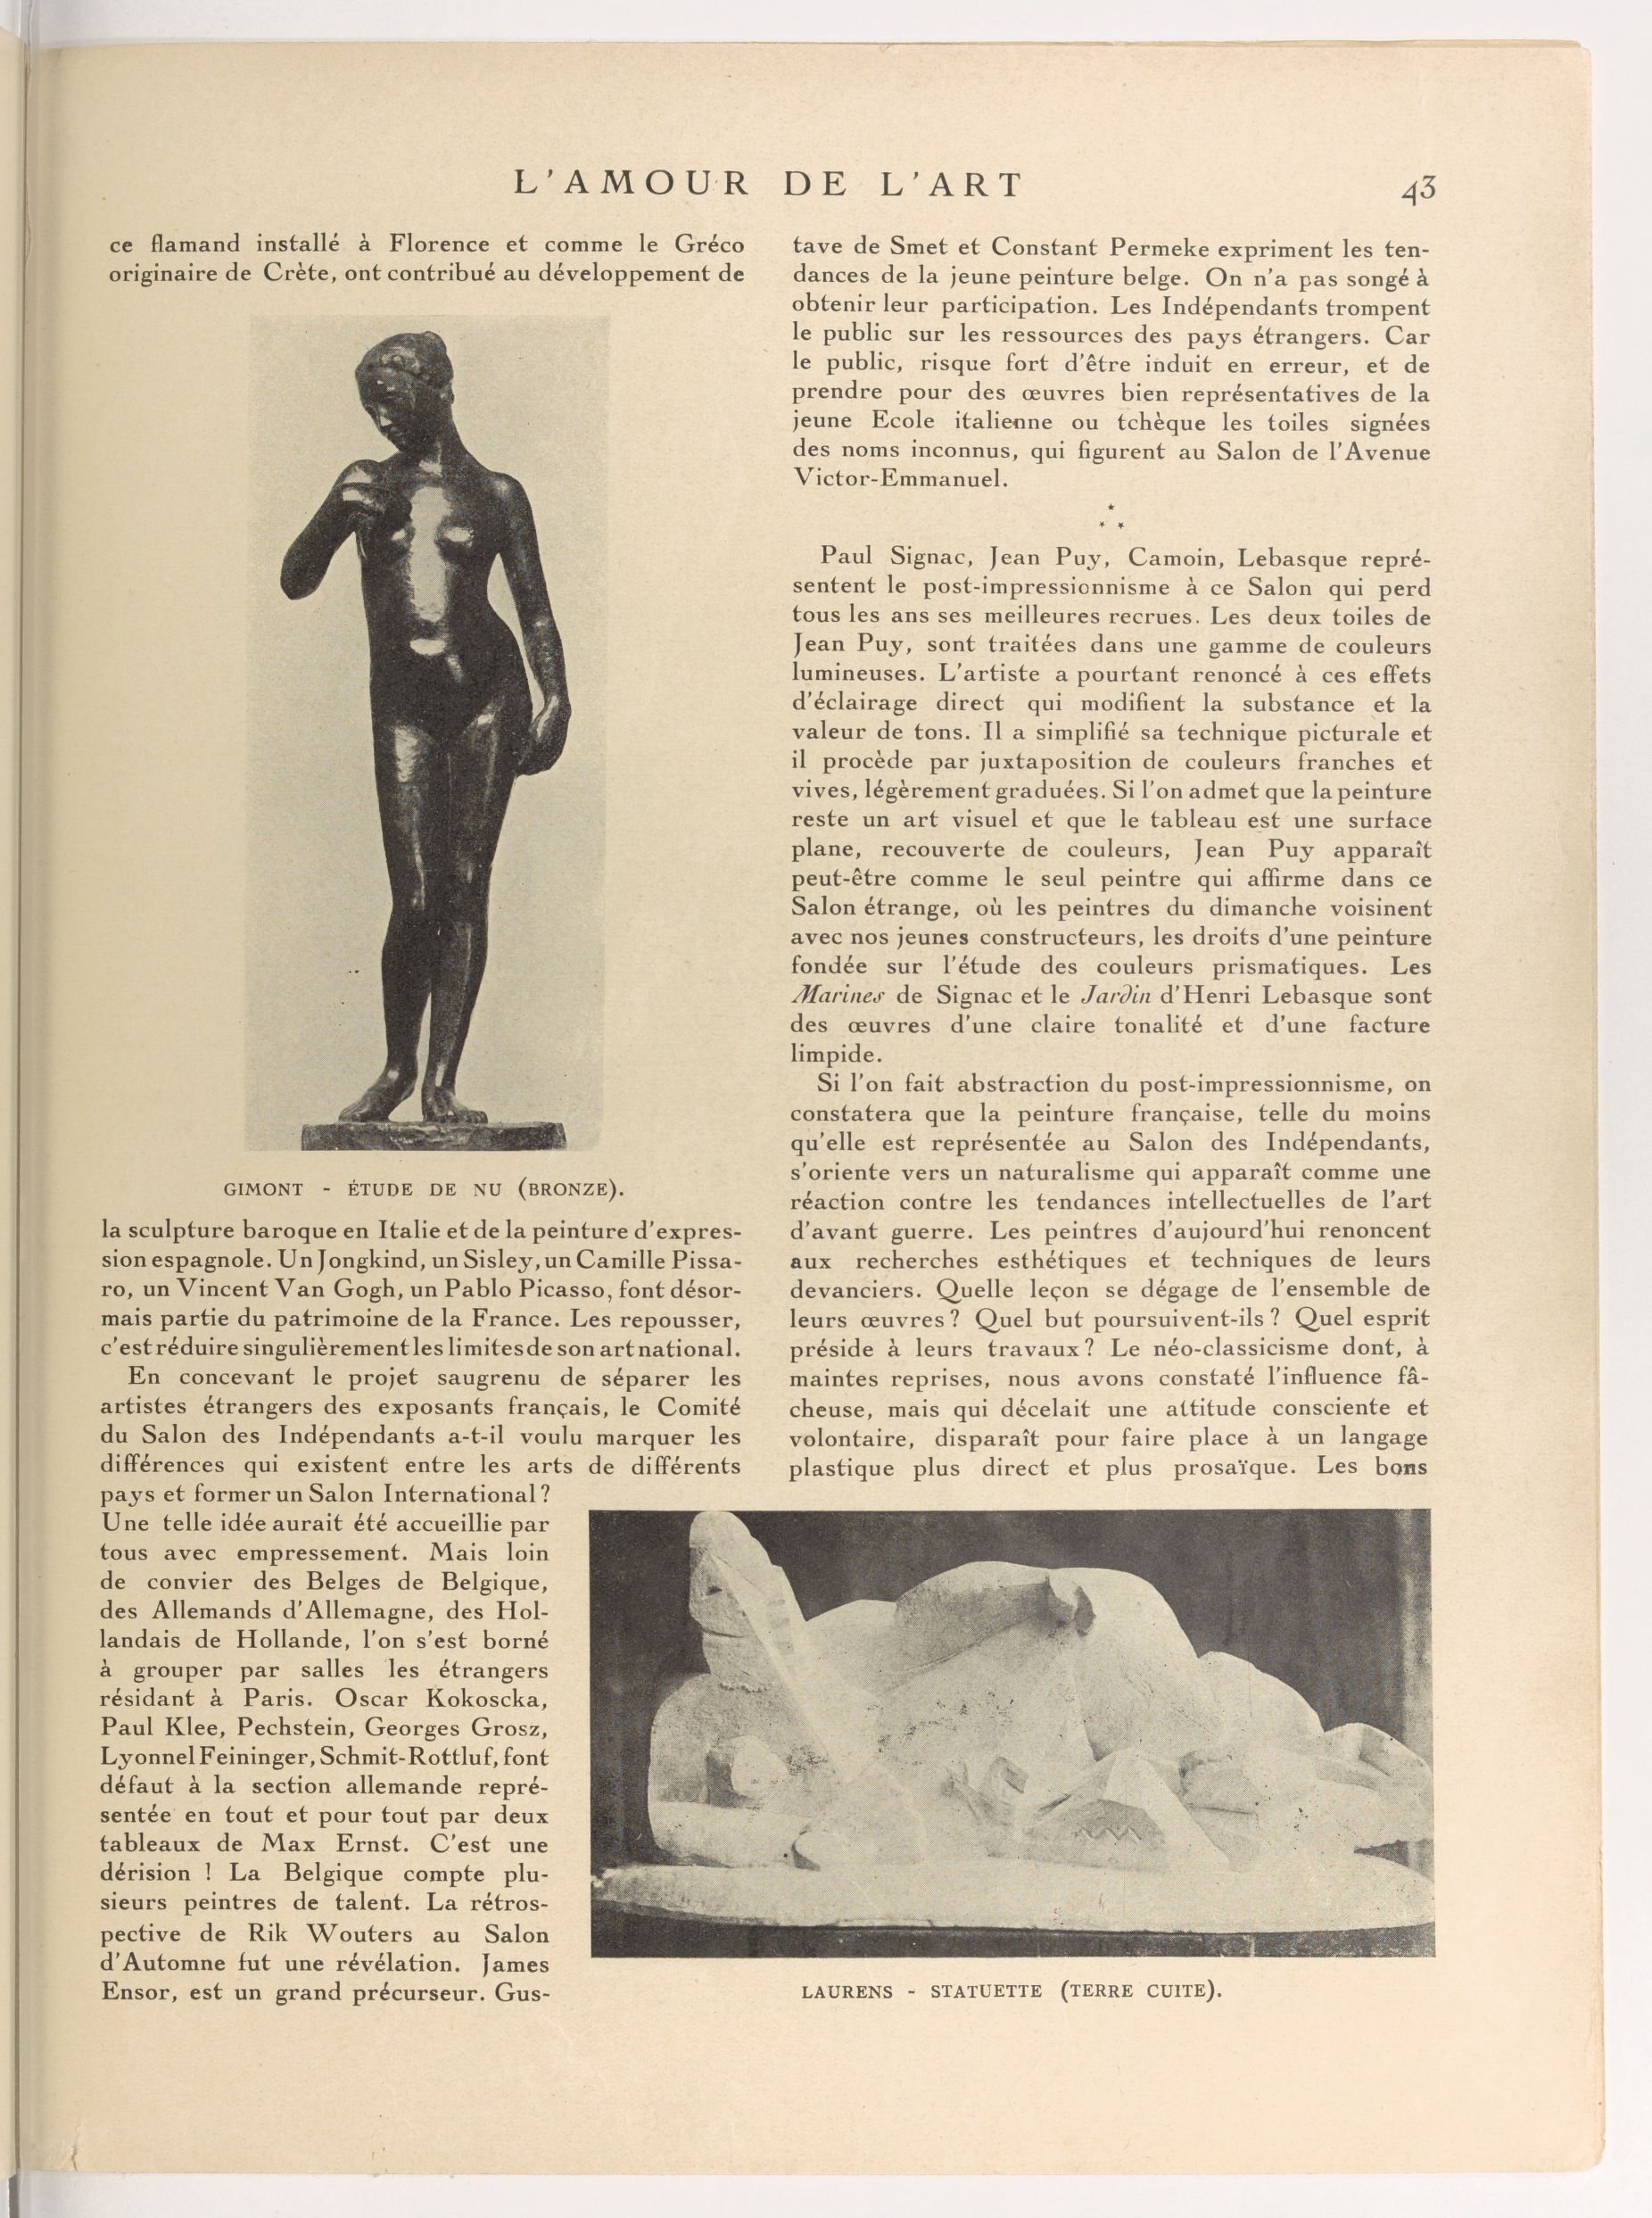 L'AMOUR DE L'ART
43
ce flamand installé à Florence et comme le Gréco
originaire de Crète, ont contribué au développement de
GIMONT - ÉTUDE DE NU (BRONZE).
la sculpture baroque en Italie et de la peinture d'expres-
sion espagnole. Un Jongkind, un Sisley, un Camille Pissa-
ro, un Vincent Van Gogh, un Pablo Picasso, font désor-
mais partie du patrimoine de la France. Les repousser,
c'est réduire singulièrement les limites de son art national.
En concevant le projet saugrenu de séparer les
artistes étrangers des exposants français, le Comité
du Salon des Indépendants a-t-il voulu marquer les
différences qui existent entre les arts de différents
pays et former un Salon International ?
Une telle idée aurait été accueillie par
tous avec empressement. Mais loin
de convier des Belges de Belgique,
des Allemands d'Allemagne, des Hol-
landais de Hollande, l'on s'est borné
à grouper par salles les étrangers
résidant à Paris. Oscar Kokoscka,
Paul Klee, Pechstein, Georges Grosz,
Lyonnel Feininger, Schmit-Rottluf, font
défaut à la section allemande repré-
sentée en tout et pour tout par deux
tableaux de Max Ernst. C'est une
dérision ! La Belgique compte plu-
sieurs peintres de talent. La rétros-
pective de Rik Wouters au Salon
d'Automne fut une révélation. James
Ensor, est un grand précurseur. Gus-
tave de Smet et Constant Permeke expriment les ten-
dances de la jeune peinture belge. On n'a pas songé à
obtenir leur participation. Les Indépendants trompent
le public sur les ressources des pays étrangers. Car
le public, risque fort d'être induit en erreur, et de
prendre pour des œuvres bien représentatives de la
jeune Ecole italienne ou tchèque les toiles signées
des noms inconnus, qui figurent au Salon de l'Avenue
Victor-Emmanuel.
Paul Signac, Jean Puy, Camoin, Lebasque repré-
sentent le post-impressionnisme à ce Salon qui perd
tous les ans ses meilleures recrues. Les deux toiles de
Jean Puy, sont traitées dans une gamme de couleurs
lumineuses. L'artiste a pourtant renoncé à ces effets
d'éclairage direct qui modifient la substance et la
valeur de tons. Il a simplifié sa technique picturale et
il procède par juxtaposition de couleurs franches et
vives, légèrement graduées. Si l'on admet que la peinture
reste un art visuel et que le tableau est une surface
plane, recouverte de couleurs, Jean Puy apparaît
peut-être comme le seul peintre qui affirme dans ce
Salon étrange, où les peintres du dimanche voisinent
avec nos jeunes constructeurs, les droits d'une peinture
fondée sur l'étude des couleurs prismatiques. Les
Marines de Signac et le Jardin d'Henri Lebasque sont
des œuvres d'une claire tonalité et d'une facture
limpide.
Si l'on fait abstraction du post-impressionnisme, on
constatera que la peinture française, telle du moins
qu'elle est représentée au Salon des Indépendants,
s'oriente vers un naturalisme qui apparaît comme une
réaction contre les tendances intellectuelles de l'art
d'avant guerre. Les peintres d'aujourd'hui renoncent
aux recherches esthétiques et techniques de leurs
devanciers. Quelle leçon se dégage de l'ensemble de
leurs œuvres ? Quel but poursuivent-ils ? Quel esprit
préside à leurs travaux ? Le néo-classicisme dont, à
maintes reprises, nous avons constaté l'influence fâ-
cheuse, mais qui décelait une attitude consciente et
volontaire, disparaît pour faire place à un langage
plastique plus direct et plus prosaïque. Les bons
LAURENS - STATUETTE (TERRE CUITE).